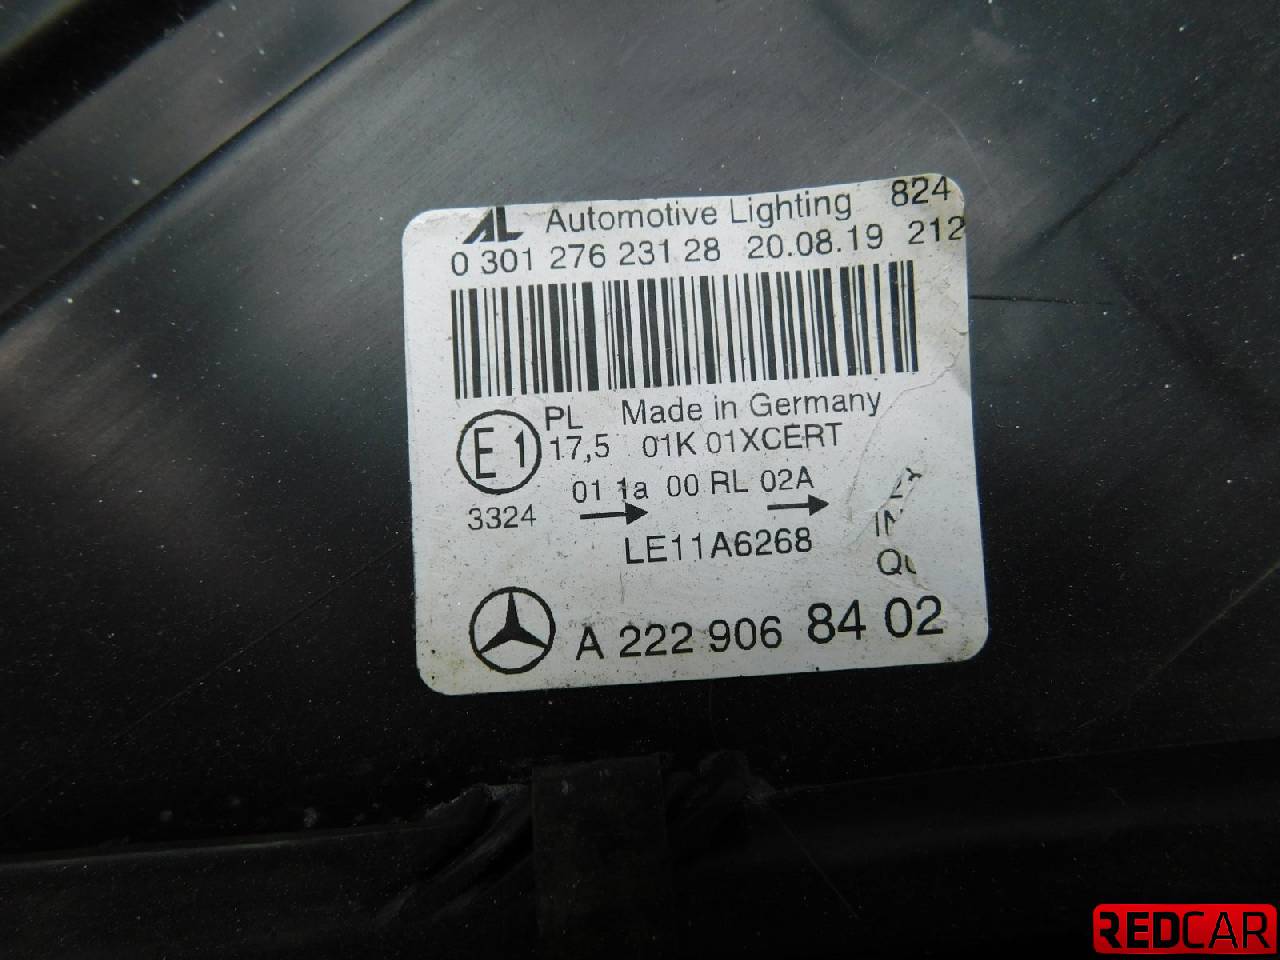 AL Automotive Lighting 824
0 301 276 231 28 20.08.19 212
PL Made in Germany
E1 17,5 01K 01XCERT
01 1a 00 RL 02A
3324
LE11A6268
A 222 906 84 02
REDCAR